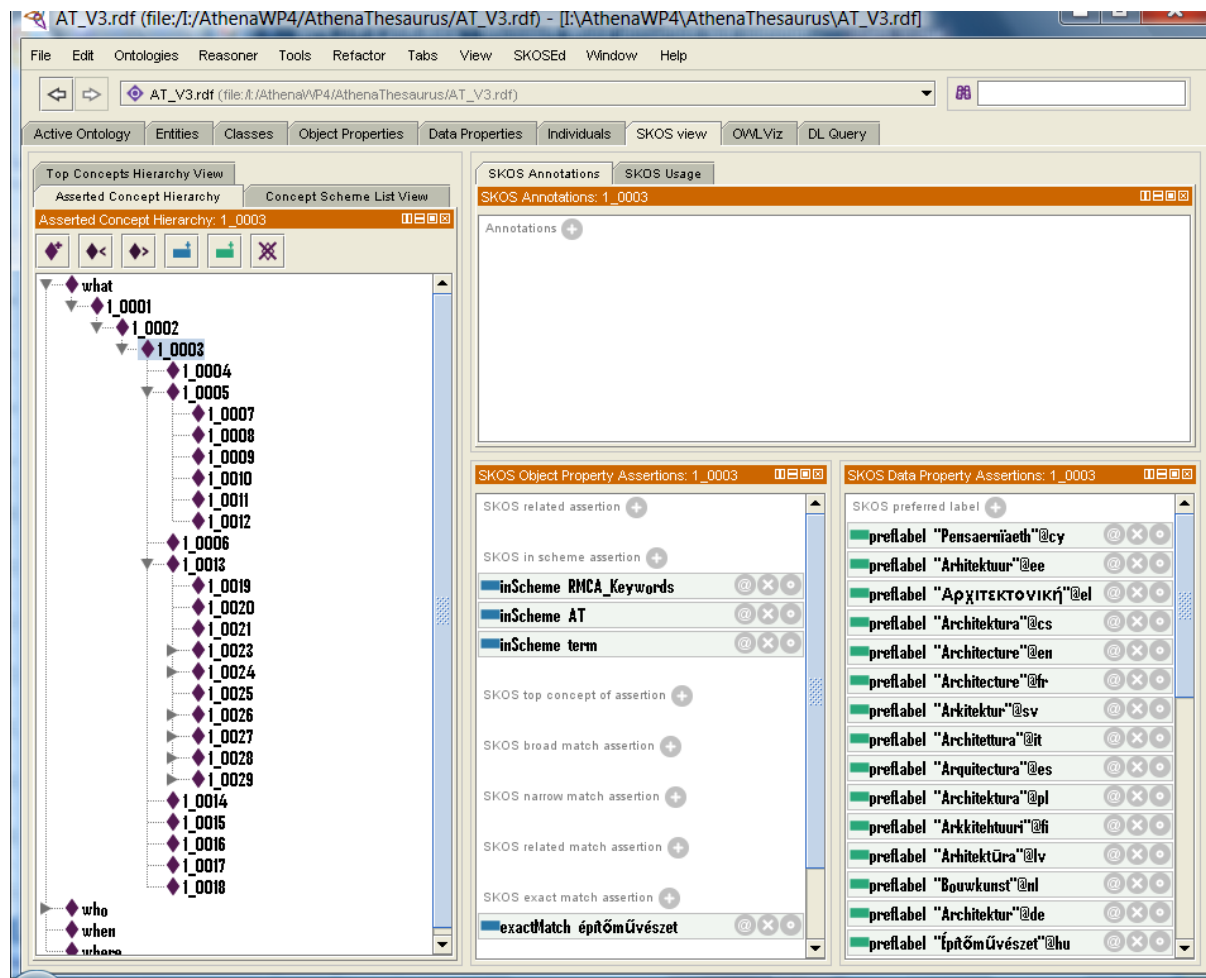 AT_V3.rdf (file:/I:/AthenaWP4/AthenaThesaurus/AT_V3.rdf) - [I:\AthenaWP4\AthenaThesaurus\AT_V3.rdf]
File Edit Ontologies Reasoner Tools Refactor Tabs View SKOSEd Window Help
AT_V3.rdf (file:/I:/AthenaWP4/AthenaThesaurus/AT_V3.rdf)
Active Ontology Entities Classes Object Properties Data Properties Individuals SKOS view OWLViz DL Query
Top Concepts Hierarchy View
Asserted Concept Hierarchy Concept Scheme List View
Asserted Concept Hierarchy: 1_0003
what
1_0001
1_0002
1_0003
1_0004
1_0005
1_0007
1_0008
1_0009
1_0010
1_0011
1_0012
1_0006
1_0013
1_0019
1_0020
1_0021
1_0023
1_0024
1_0025
1_0026
1_0027
1_0028
1_0029
1_0014
1_0015
1_0016
1_0017
1_0018
who
when
where
SKOS Annotations SKOS Usage
SKOS Annotations: 1_0003
Annotations
SKOS Object Property Assertions: 1_0003
SKOS related assertion
SKOS in scheme assertion
inScheme RMCA_Keywords
inScheme AT
inScheme term
SKOS top concept of assertion
SKOS broad match assertion
SKOS narrow match assertion
SKOS related match assertion
SKOS exact match assertion
exactMatch építőművészet
SKOS Data Property Assertions: 1_0003
SKOS preferred label
preflabel "Pensaernïaeth"@cy
preflabel "Arhitektuur"@ee
preflabel "Αρχιτεκτονική"@el
preflabel "Architektura"@cs
preflabel "Architecture"@en
preflabel "Architecture"@fr
preflabel "Arkitektur"@sv
preflabel "Architettura"@it
preflabel "Arquitectura"@es
preflabel "Architektura"@pl
preflabel "Arkkitehtuuri"@fi
preflabel "Arhitektūra"@lv
preflabel "Bouwkunst"@nl
preflabel "Architektur"@de
preflabel "Építőművészet"@hu